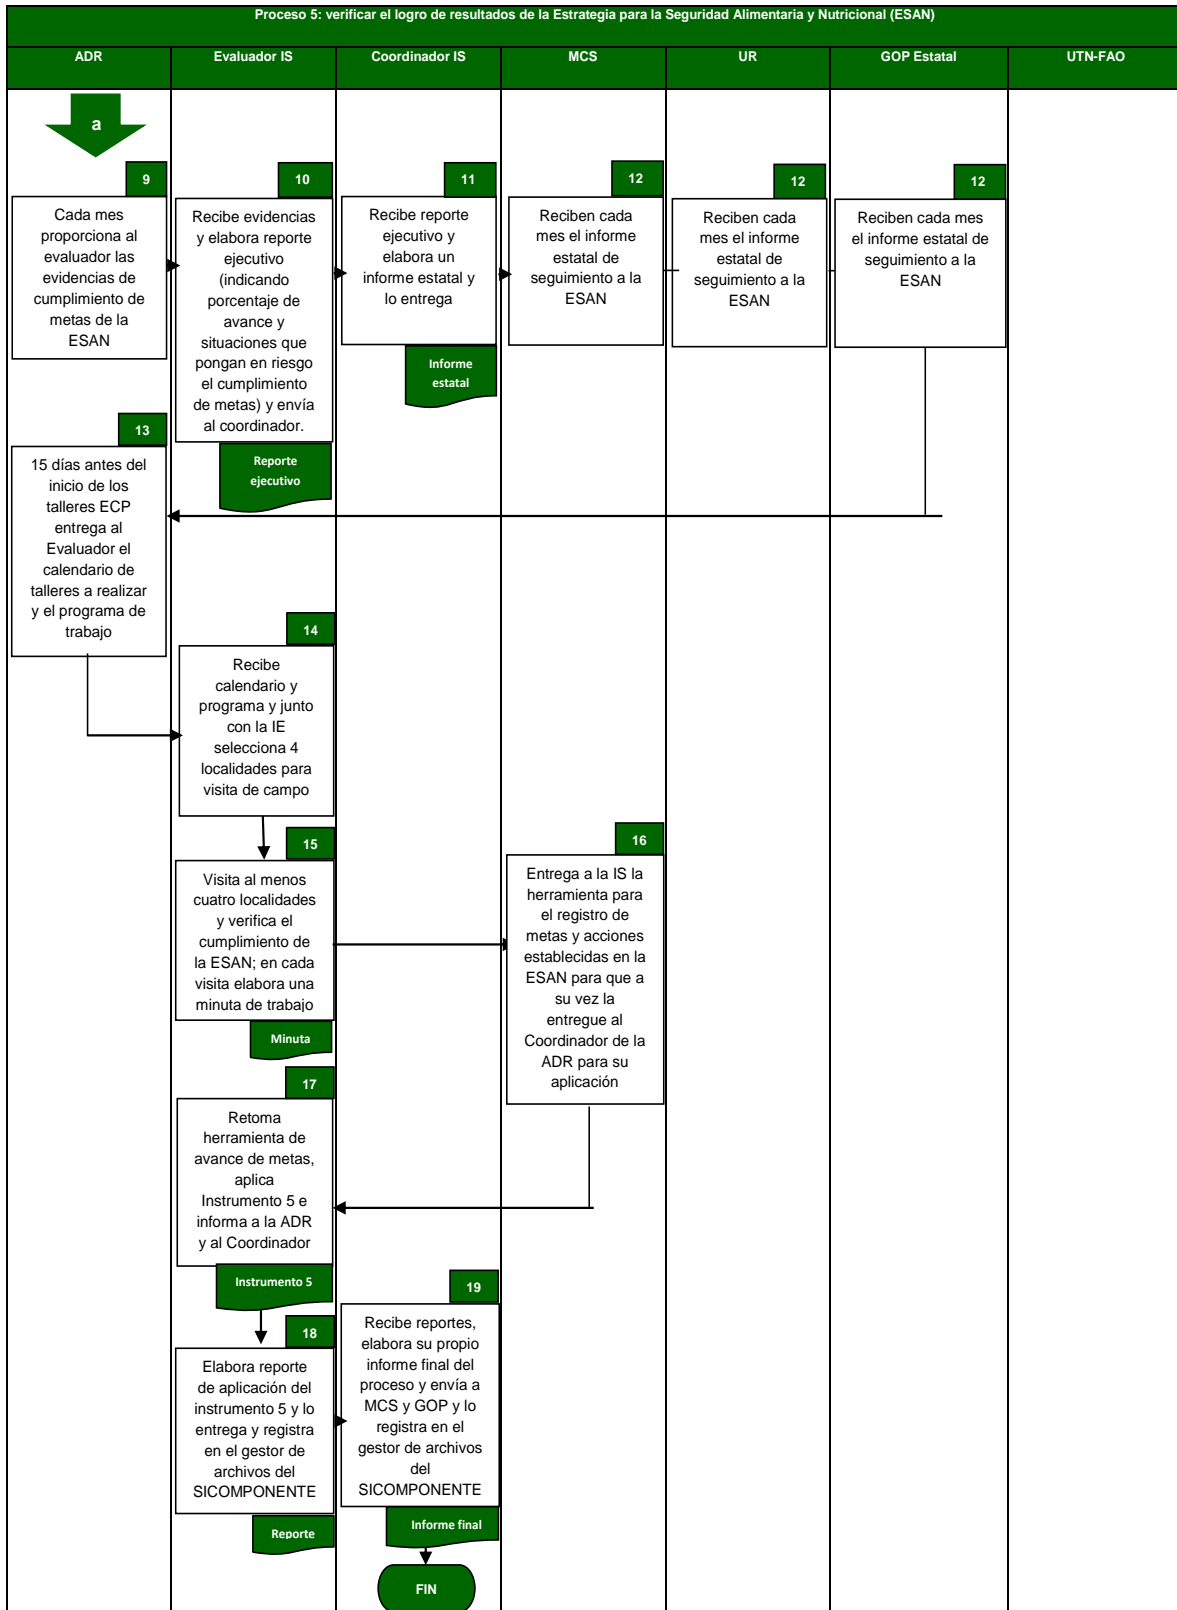 Proceso 5: verificar el logro de resultados de la Estrategia para la Seguridad Alimentaria y Nutricional (ESAN)
ADR
Evaluador IS
Coordinador IS
MCS
UR
GOP Estatal
UTN-FAO
a
9
Cada mes
proporciona al
evaluador las
evidencias de
cumplimiento de
metas de la
ESAN
10
Recibe evidencias
y elabora reporte
ejecutivo
(indicando
porcentaje de
avance y
situaciones que
pongan en riesgo
el cumplimiento
de metas) y envía
al coordinador.
Reporte
ejecutivo
11
Recibe reporte
ejecutivo y
elabora un
informe estatal y
lo entrega
Informe
estatal
12
Reciben cada
mes el informe
estatal de
seguimiento a la
ESAN
12
Reciben cada
mes el informe
estatal de
seguimiento a la
ESAN
12
Reciben cada mes
el informe estatal de
seguimiento a la
ESAN
13
15 días antes del
inicio de los
talleres ECP
entrega al
Evaluador el
calendario de
talleres a realizar
y el programa de
trabajo
14
Recibe
calendario y
programa y junto
con la IE
selecciona 4
localidades para
visita de campo
15
Visita al menos
cuatro localidades
y verifica el
cumplimiento de
la ESAN; en cada
visita elabora una
minuta de trabajo
Minuta
16
Entrega a la IS la
herramienta para
el registro de
metas y acciones
establecidas en la
ESAN para que a
su vez la
entregue al
Coordinador de la
ADR para su
aplicación
17
Retoma
herramienta de
avance de metas,
aplica
Instrumento 5 e
informa a la ADR
y al Coordinador
Instrumento 5
18
Elabora reporte
de aplicación del
instrumento 5 y lo
entrega y registra
en el gestor de
archivos del
SICOMPONENTE
Reporte
19
Recibe reportes,
elabora su propio
informe final del
proceso y envía a
MCS y GOP y lo
registra en el
gestor de archivos
del
SICOMPONENTE
Informe final
FIN